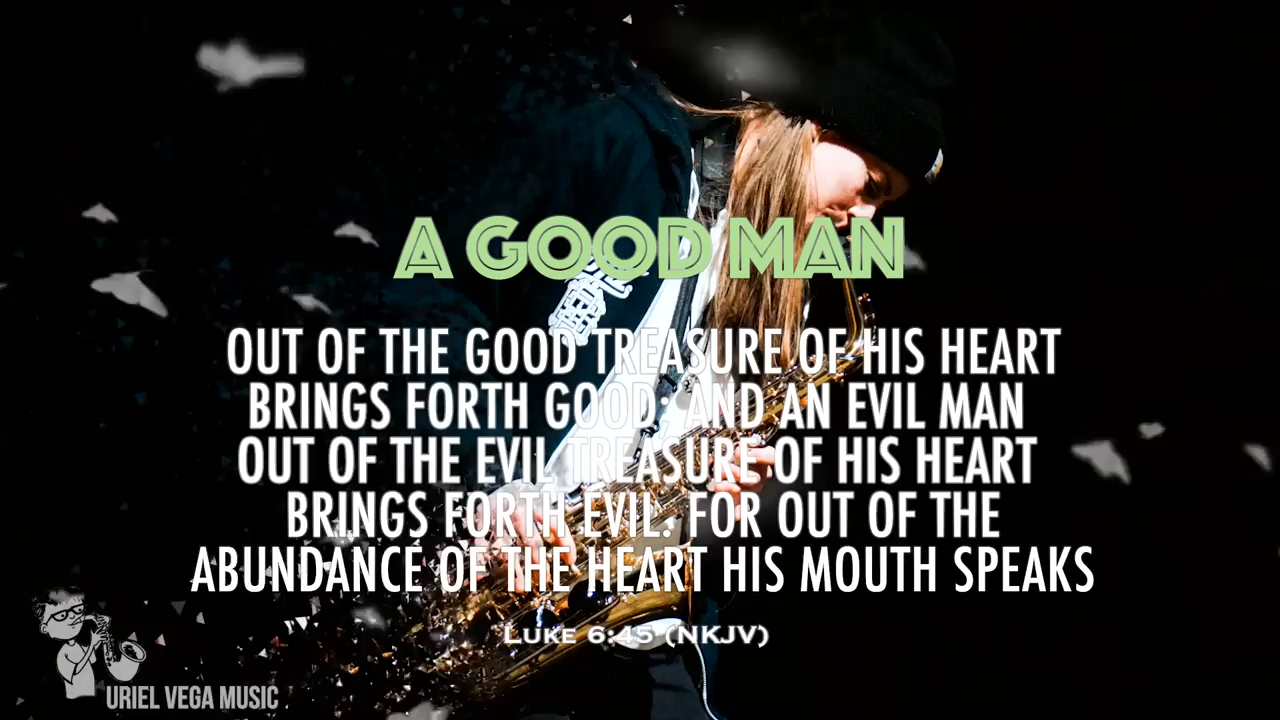 A GOOD MAN
OUT OF THE GOOD TREASURE OF HIS HEART
BRINGS FORTH GOOD; AND AN EVIL MAN
OUT OF THE EVIL TREASURE OF HIS HEART
BRINGS FORTH EVIL. FOR OUT OF THE
ABUNDANCE OF THE HEART HIS MOUTH SPEAKS
LUKE 6:45 (NKJV)
URIEL VEGA MUSIC